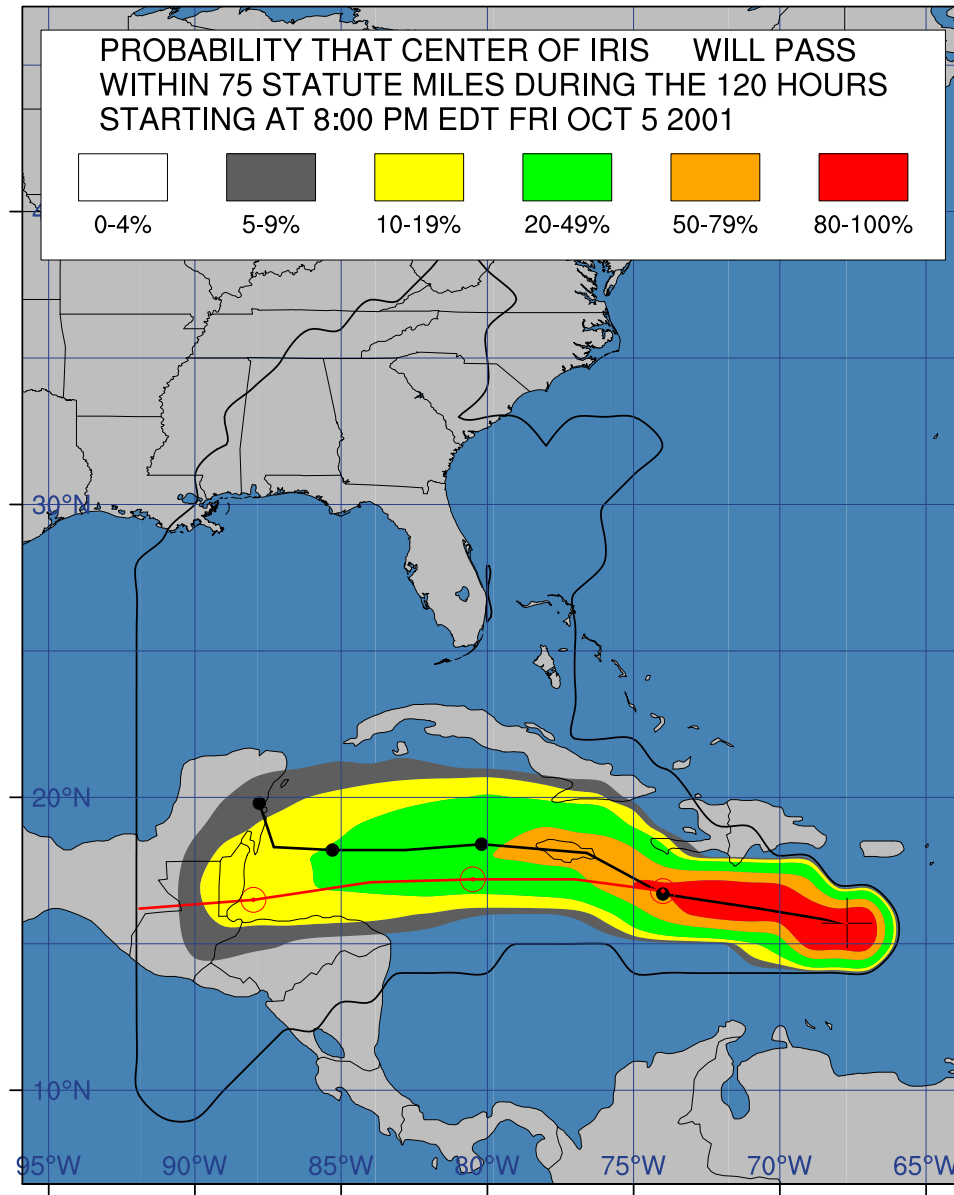 PROBABILITY THAT CENTER OF IRIS WILL PASS
WITHIN 75 STATUTE MILES DURING THE 120 HOURS
STARTING AT 8:00 PM EDT FRI OCT 5 2001
0-4% 5-9% 10-19% 20-49% 50-79% 80-100%
30°N
20°N
10°N
95°W 90°W 85°W 80°W 75°W 70°W 65°W